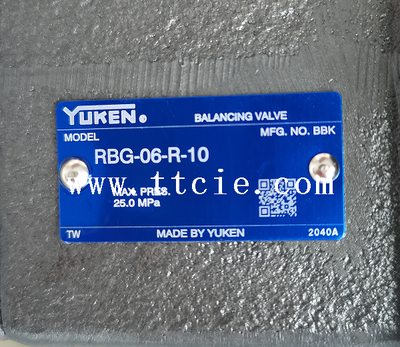 YUKEN® BALANCING VALVE
MODEL MFG. NO. BBK
RBG-06-R-10
www.ttcie.com
MAX. PRES.
25.0 MPa
TW MADE BY YUKEN 2040A